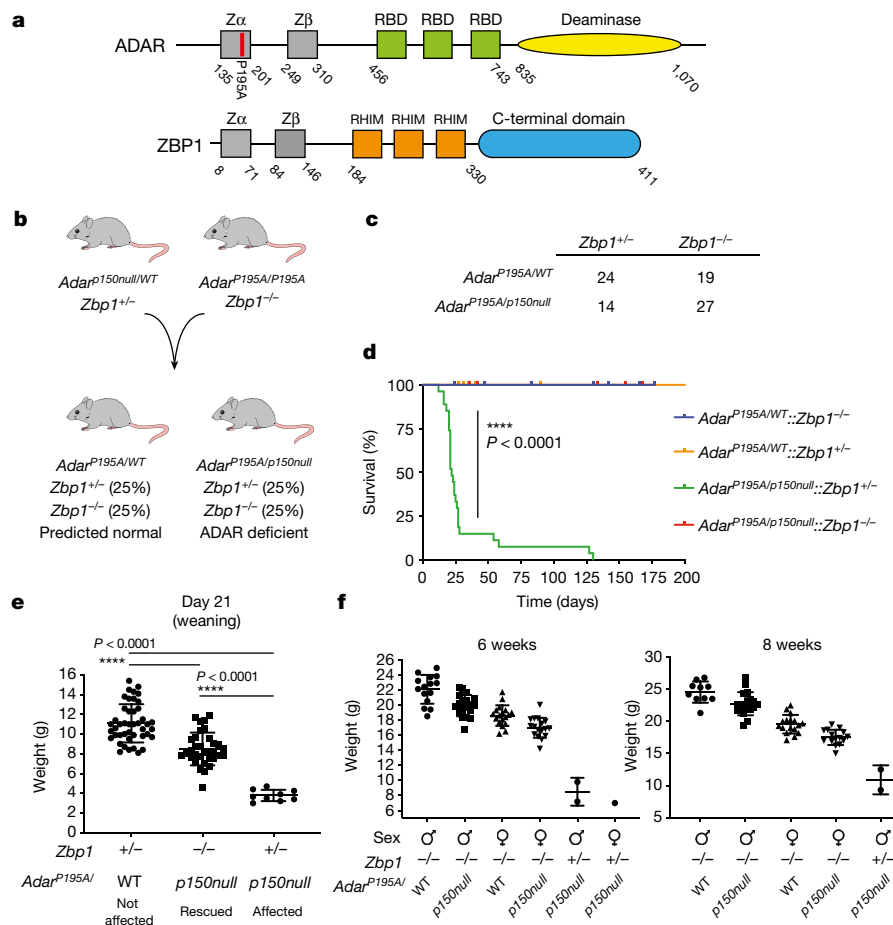 a
Zα Zβ RBD RBD RBD Deaminase
ADAR
135 P195A 201 249 310 456 743 835 1,070
Zα Zβ RHIM RHIM RHIM C-terminal domain
ZBP1
8 71 84 146 184 330 411
b
Adar^p150null/WT Adar^P195A/P195A
Zbp1^+/– Zbp1^–/–
Adar^P195A/WT Adar^P195A/p150null
Zbp1^+/– (25%) Zbp1^+/– (25%)
Zbp1^–/– (25%) Zbp1^–/– (25%)
Predicted normal ADAR deficient
c
Zbp1^+/– Zbp1^–/–
Adar^P195A/WT 24 19
Adar^P195A/p150null 14 27
d
Survival (%)
100
75
50
25
0
0 25 50 75 100 125 150 175 200
Time (days)
****
P < 0.0001
Adar^P195A/WT::Zbp1^–/–
Adar^P195A/WT::Zbp1^+/–
Adar^P195A/p150null::Zbp1^+/–
Adar^P195A/p150null::Zbp1^–/–
e
Day 21
(weaning)
P < 0.0001
****
P < 0.0001
****
Weight (g)
16
14
12
10
8
6
4
2
0
Zbp1 +/– –/– +/–
Adar^P195A/ WT p150null p150null
Not affected Rescued Affected
f
6 weeks
Weight (g)
26
24
22
20
18
16
14
12
10
8
6
Sex ♂ ♂ ♀ ♀ ♂ ♀
Zbp1 –/– –/– –/– –/– +/– +/–
Adar^P195A/ WT p150null WT p150null p150null p150null
8 weeks
Weight (g)
30
25
20
15
10
5
♂ ♂ ♀ ♀ ♂
–/– –/– –/– –/– +/–
WT p150null WT p150null p150null